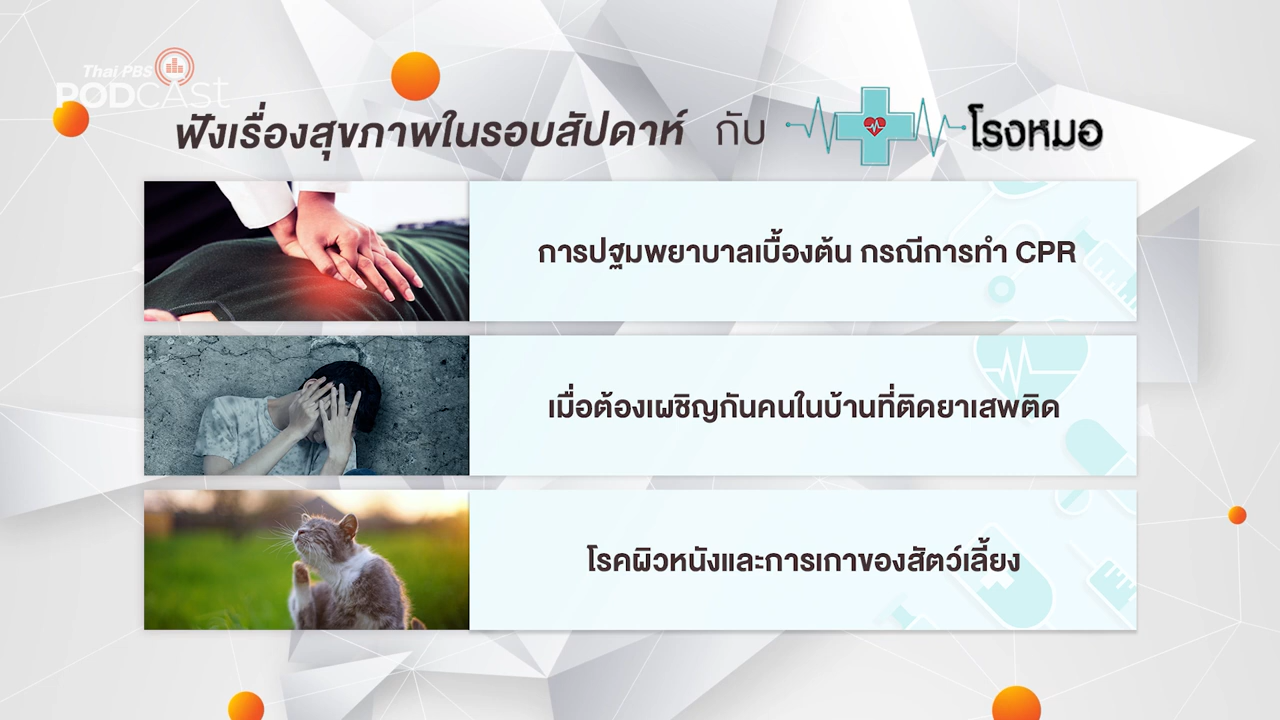 Thai PBS
PODCAST
ฟังเรื่องสุขภาพในรอบสัปดาห์ กับ โรงหมอ
การปฐมพยาบาลเบื้องต้น กรณีการทำ CPR
เมื่อต้องเผชิญกันคนในบ้านที่ติดยาเสพติด
โรคผิวหนังและการเกาของสัตว์เลี้ยง